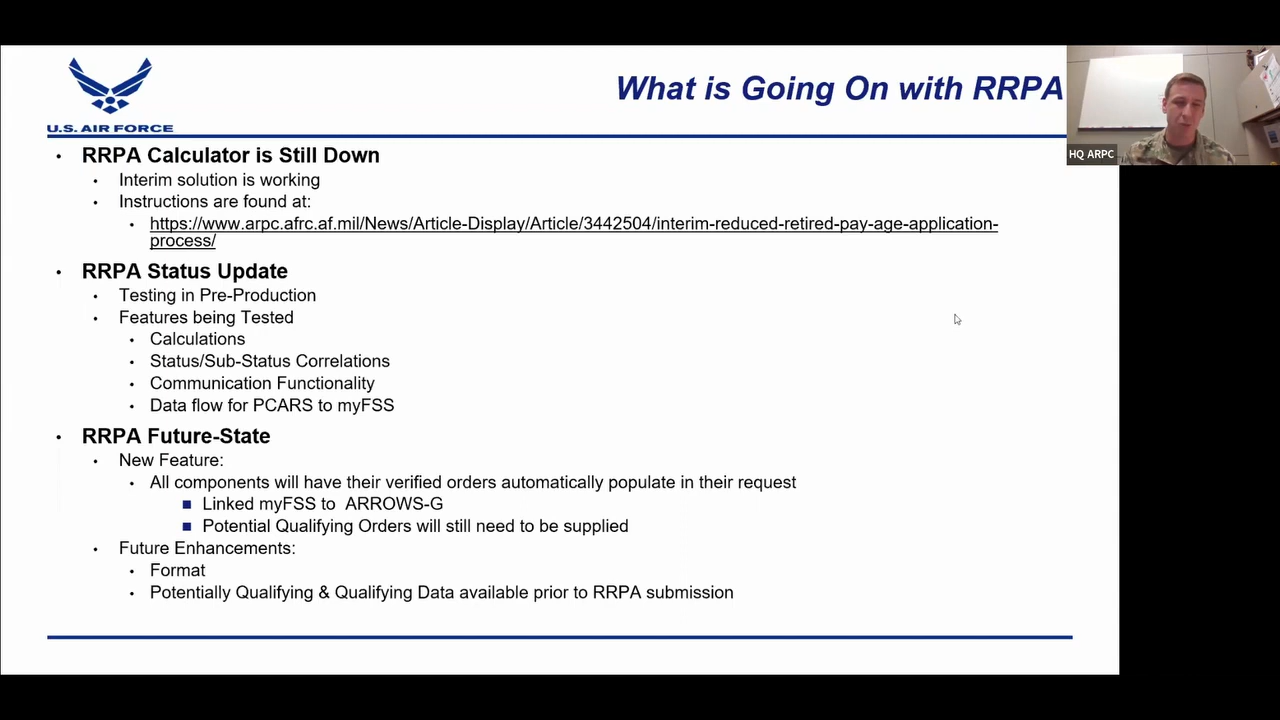 What is Going On with RRPA
HQ ARPC
U.S. AIR FORCE
• RRPA Calculator is Still Down
• Interim solution is working
• Instructions are found at:
• https://www.arpc.afrc.af.mil/News/Article-Display/Article/3442504/interim-reduced-retired-pay-age-application-
process/
• RRPA Status Update
• Testing in Pre-Production
• Features being Tested
• Calculations
• Status/Sub-Status Correlations
• Communication Functionality
• Data flow for PCARS to myFSS
• RRPA Future-State
• New Feature:
• All components will have their verified orders automatically populate in their request
■ Linked myFSS to ARROWS-G
■ Potential Qualifying Orders will still need to be supplied
• Future Enhancements:
• Format
• Potentially Qualifying & Qualifying Data available prior to RRPA submission